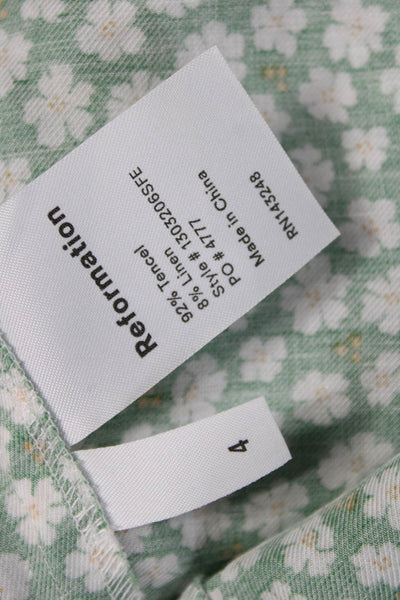 Reformation
92% Tencel
8% Linen
Style # 1303206SFE
PO # 4777
Made in China
RN143248
4